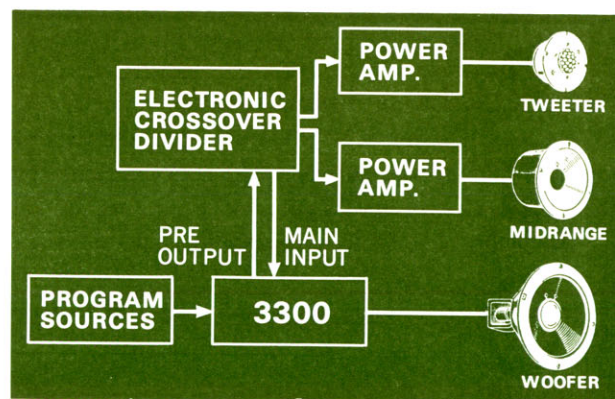 POWER
AMP.
TWEETER
ELECTRONIC
CROSSOVER
DIVIDER
POWER
AMP.
MIDRANGE
PRE
OUTPUT
MAIN
INPUT
PROGRAM
SOURCES
3300
WOOFER